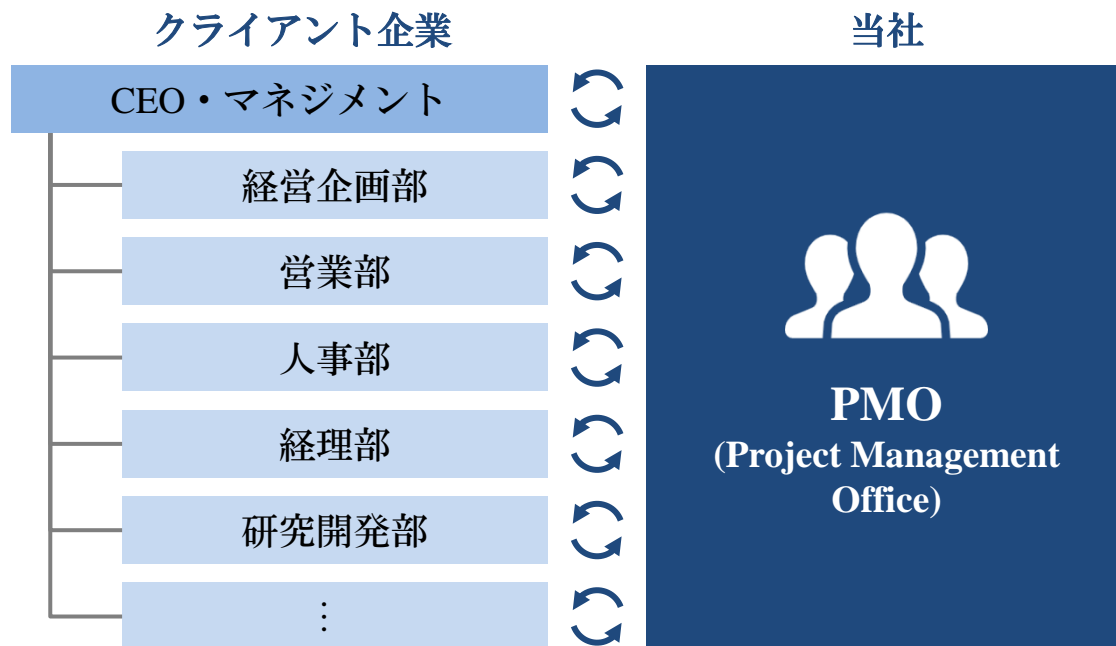 クライアント企業
当社
CEO・マネジメント
経営企画部
営業部
人事部
経理部
研究開発部
⋮
PMO
(Project Management
Office)